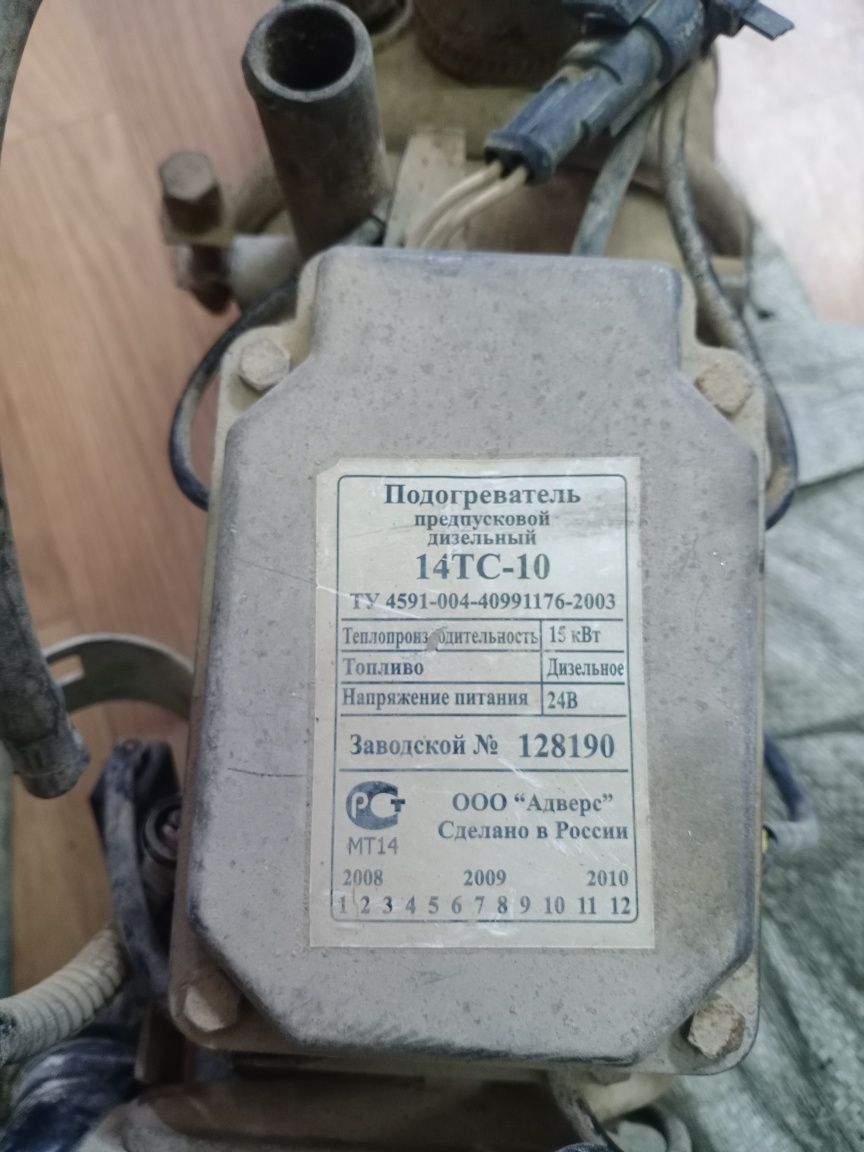 Подогреватель
предпусковой
дизельный
14ТС-10
ТУ 4591-004-40991176-2003
Теплопроизводительность 15 кВт
Топливо Дизельное
Напряжение питания 24В
Заводской № 128190
РСТ
МТ14
ООО “Адверс”
Сделано в России
2008 2009 2010
1 2 3 4 5 6 7 8 9 10 11 12